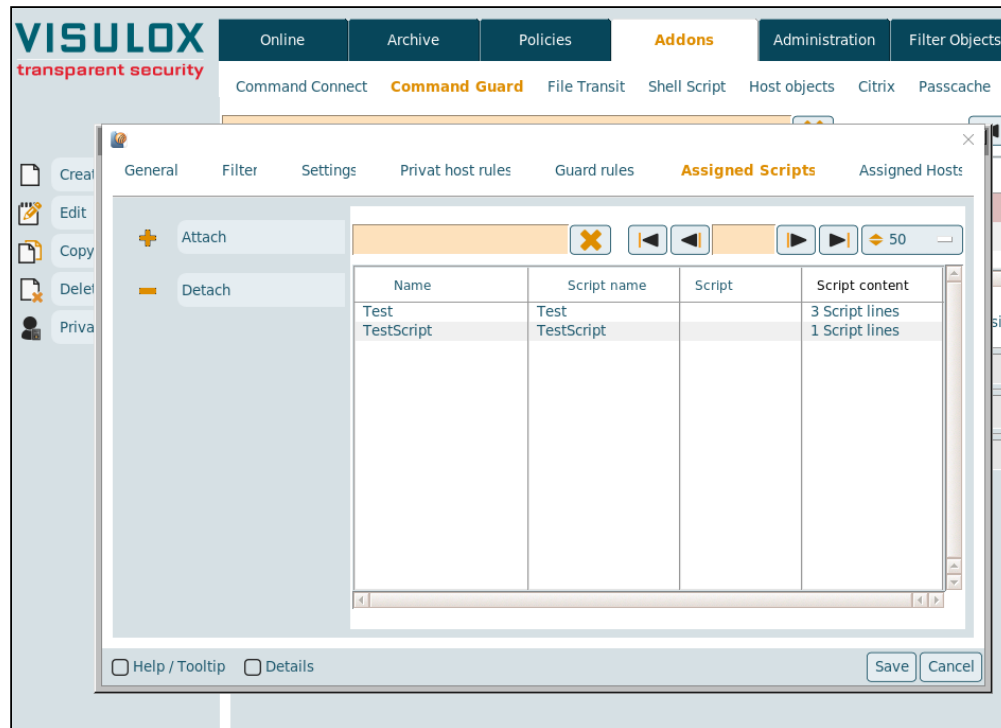 VISULOX
transparent security
Online Archive Policies Addons Administration Filter Objects
Command Connect Command Guard File Transit Shell Script Host objects Citrix Passcache
General Filter Settings Privat host rules Guard rules Assigned Scripts Assigned Hosts
Edit
Copy
Attach
50
Detach
Name Script name Script Script content
Test Test 3 Script lines
TestScript TestScript 1 Script lines
Help / Tooltip Details Save Cancel